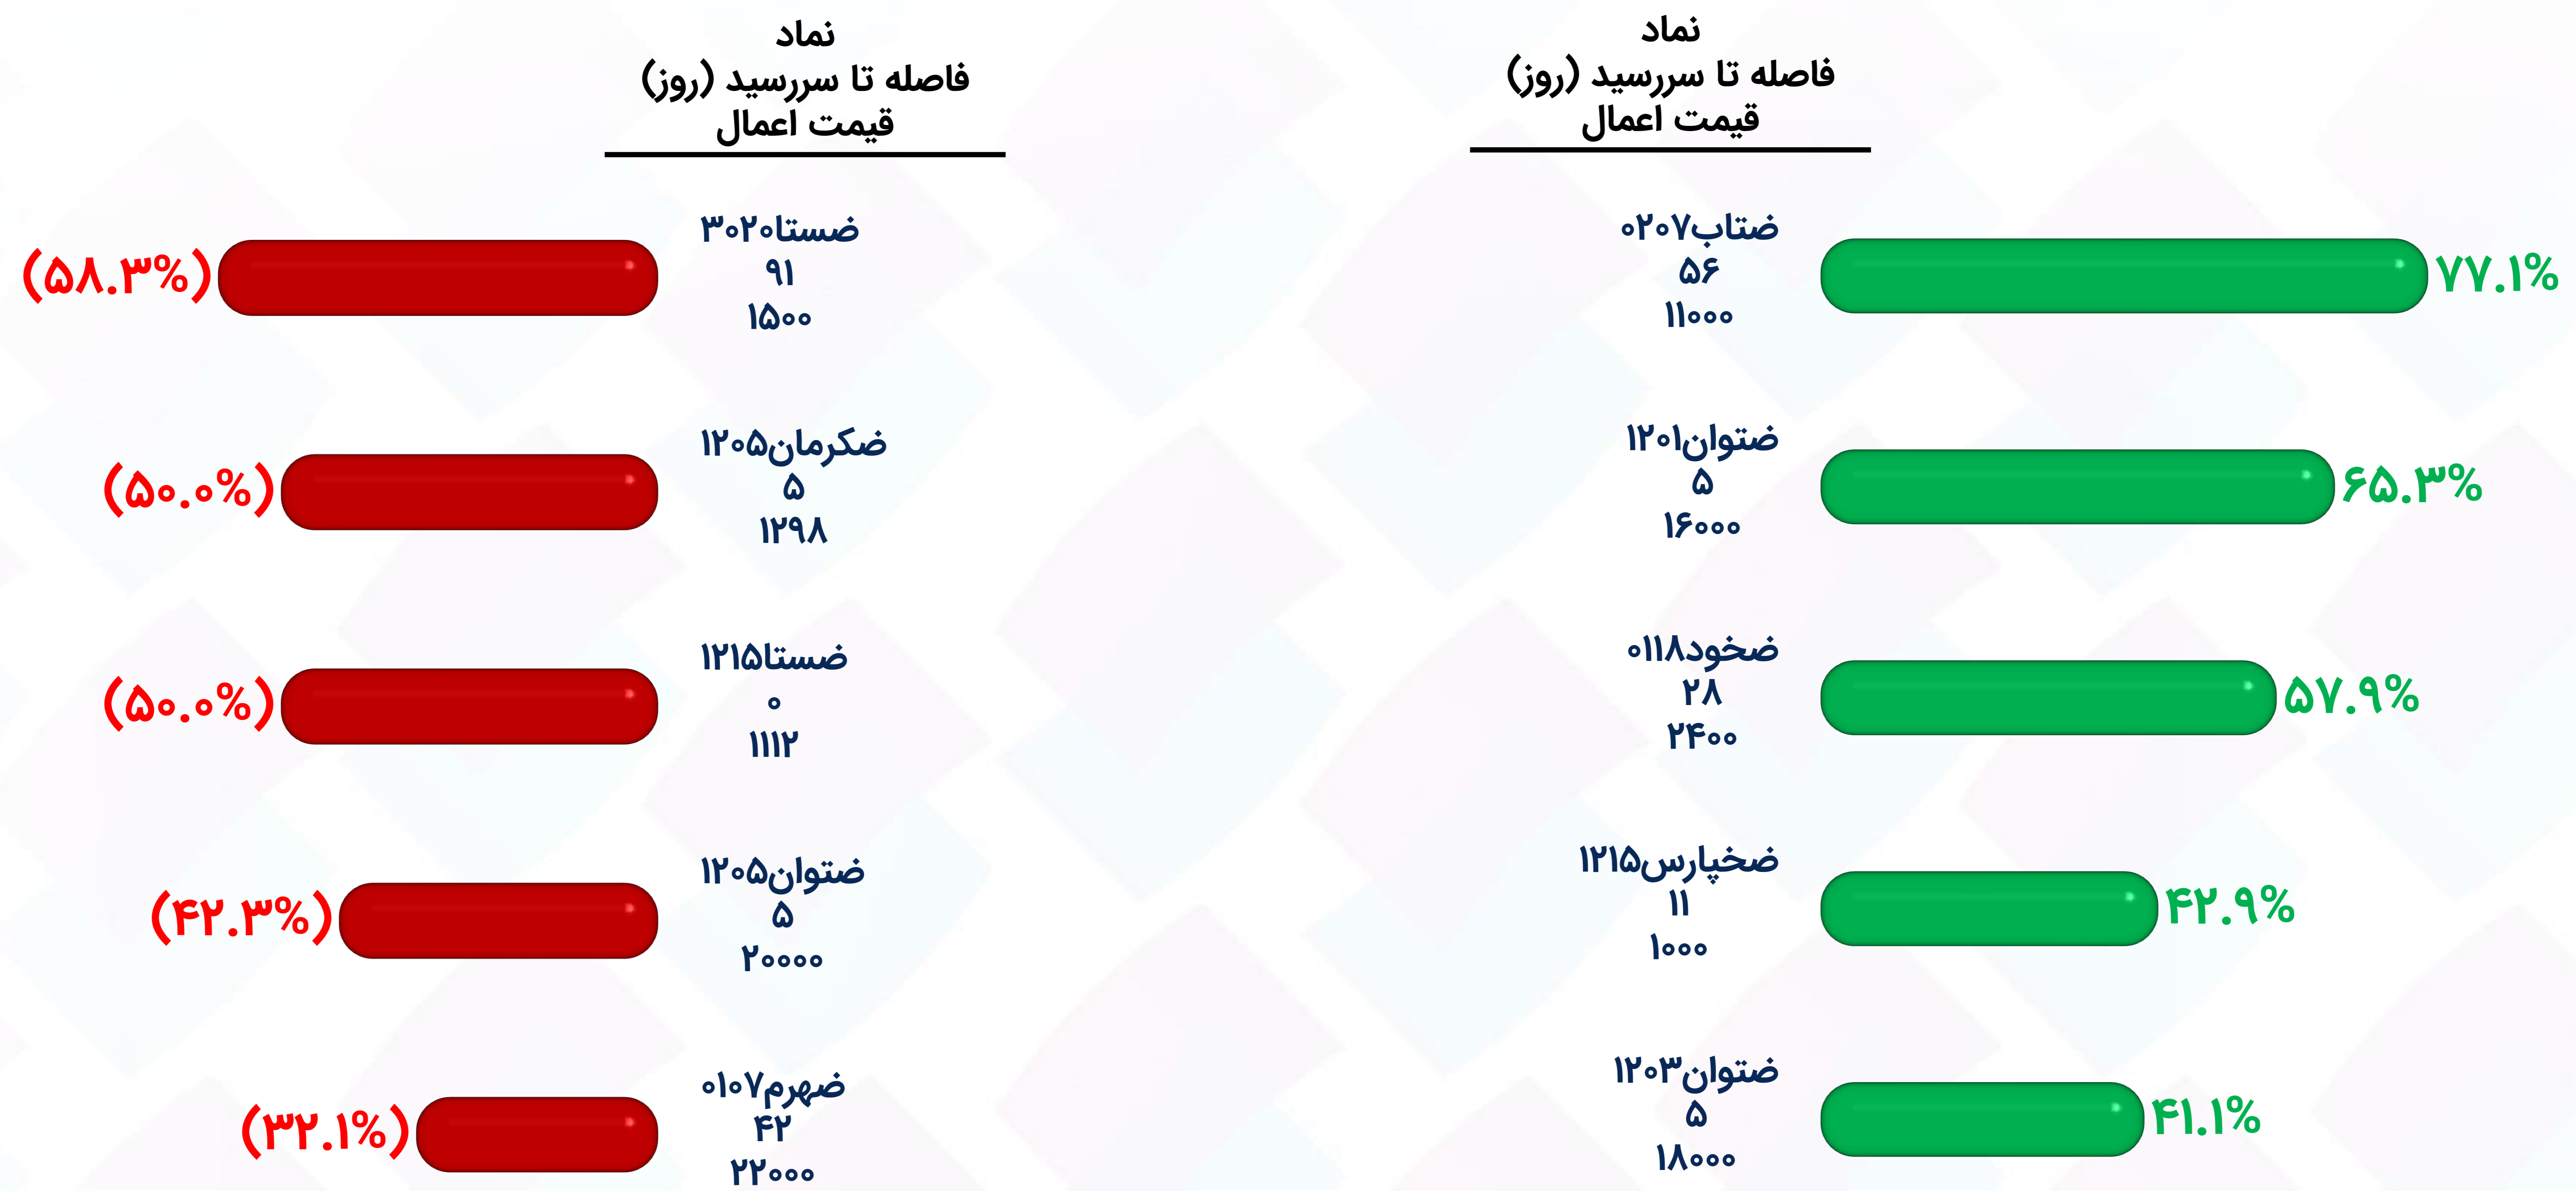 نماد
فاصله تا سررسید (روز)
قیمت اعمال
ضتاب۰۲۰۷
۵۶
۱۱۰۰۰
۷۷.۱%
ضتوان۱۲۰۱
۵
۱۶۰۰۰
۶۵.۳%
ضخود۰۱۱۸
۲۸
۲۴۰۰
۵۷.۹%
ضخپارس۱۲۱۵
۱۱
۱۰۰۰
۴۲.۹%
ضتوان۱۲۰۳
۵
۱۸۰۰۰
۴۱.۱%
نماد
فاصله تا سررسید (روز)
قیمت اعمال
ضستا۳۰۲۰
۹۱
۱۵۰۰
(۵۸.۳%)
ضکرمان۱۲۰۵
۵
۱۲۹۸
(۵۰.۰%)
ضستا۱۲۱۵
۰
۱۱۱۲
(۵۰.۰%)
ضتوان۱۲۰۵
۵
۲۰۰۰۰
(۴۲.۳%)
ضهرم۰۱۰۷
۴۲
۲۲۰۰۰
(۳۲.۱%)